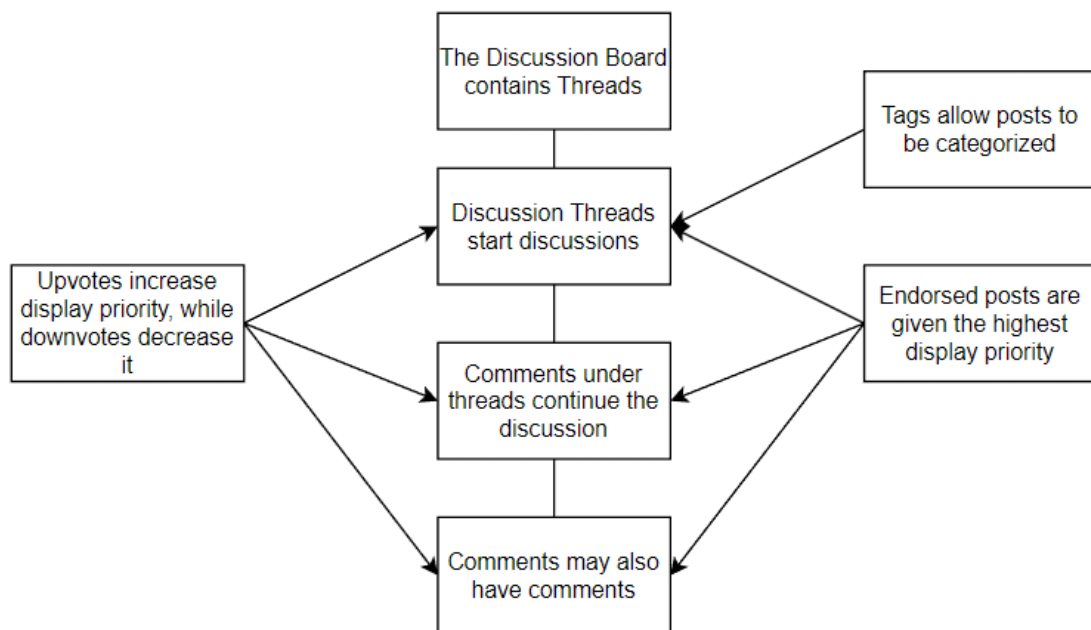 The Discussion Board
contains Threads
Tags allow posts to
be categorized
Discussion Threads
start discussions
Upvotes increase
display priority, while
downvotes decrease
it
Endorsed posts are
given the highest
display priority
Comments under
threads continue the
discussion
Comments may also
have comments